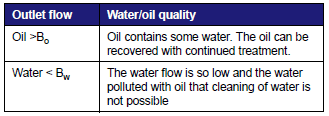 Outlet flow
Water/oil quality
Oil >Bo
Oil contains some water. The oil can be
recovered with continued treatment.
Water < Bw
The water flow is so low and the water
polluted with oil that cleaning of water is
not possible